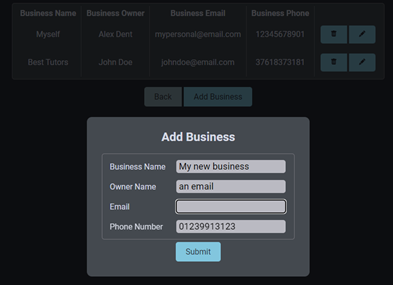 Business Name Business Owner Business Email Business Phone
Myself Alex Dent mypersonal@email.com 12345678901
Best Tutors John Doe johndoe@email.com 37618373181
Back Add Business
Add Business
Business Name My new business
Owner Name an email
Email
Phone Number 01239913123
Submit